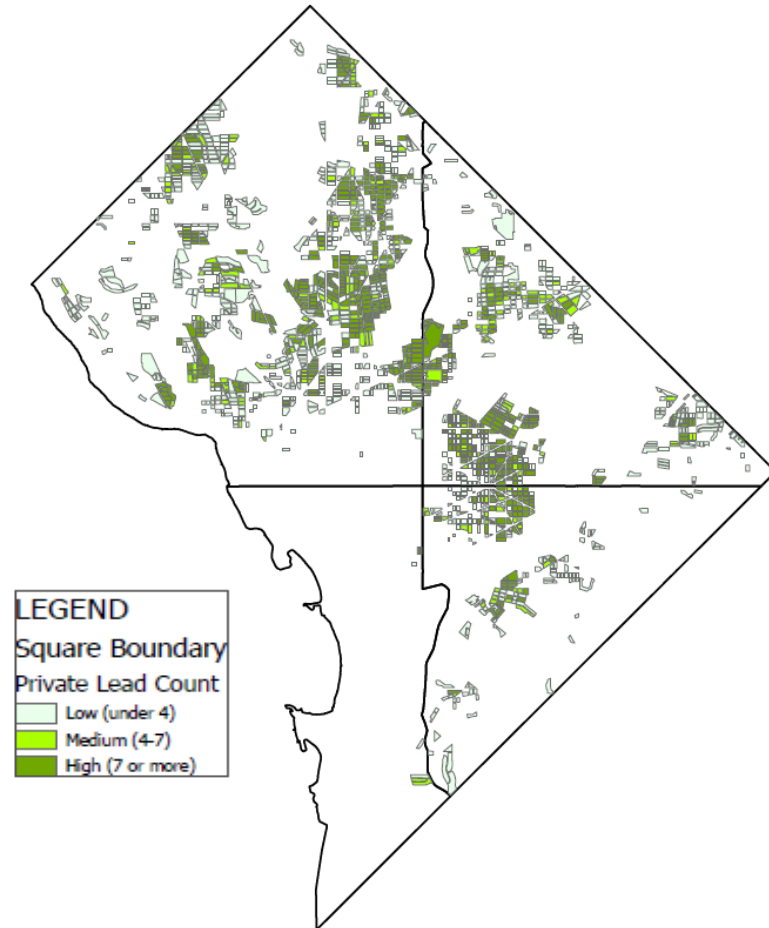 LEGEND
Square Boundary
Private Lead Count
Low (under 4)
Medium (4-7)
High (7 or more)